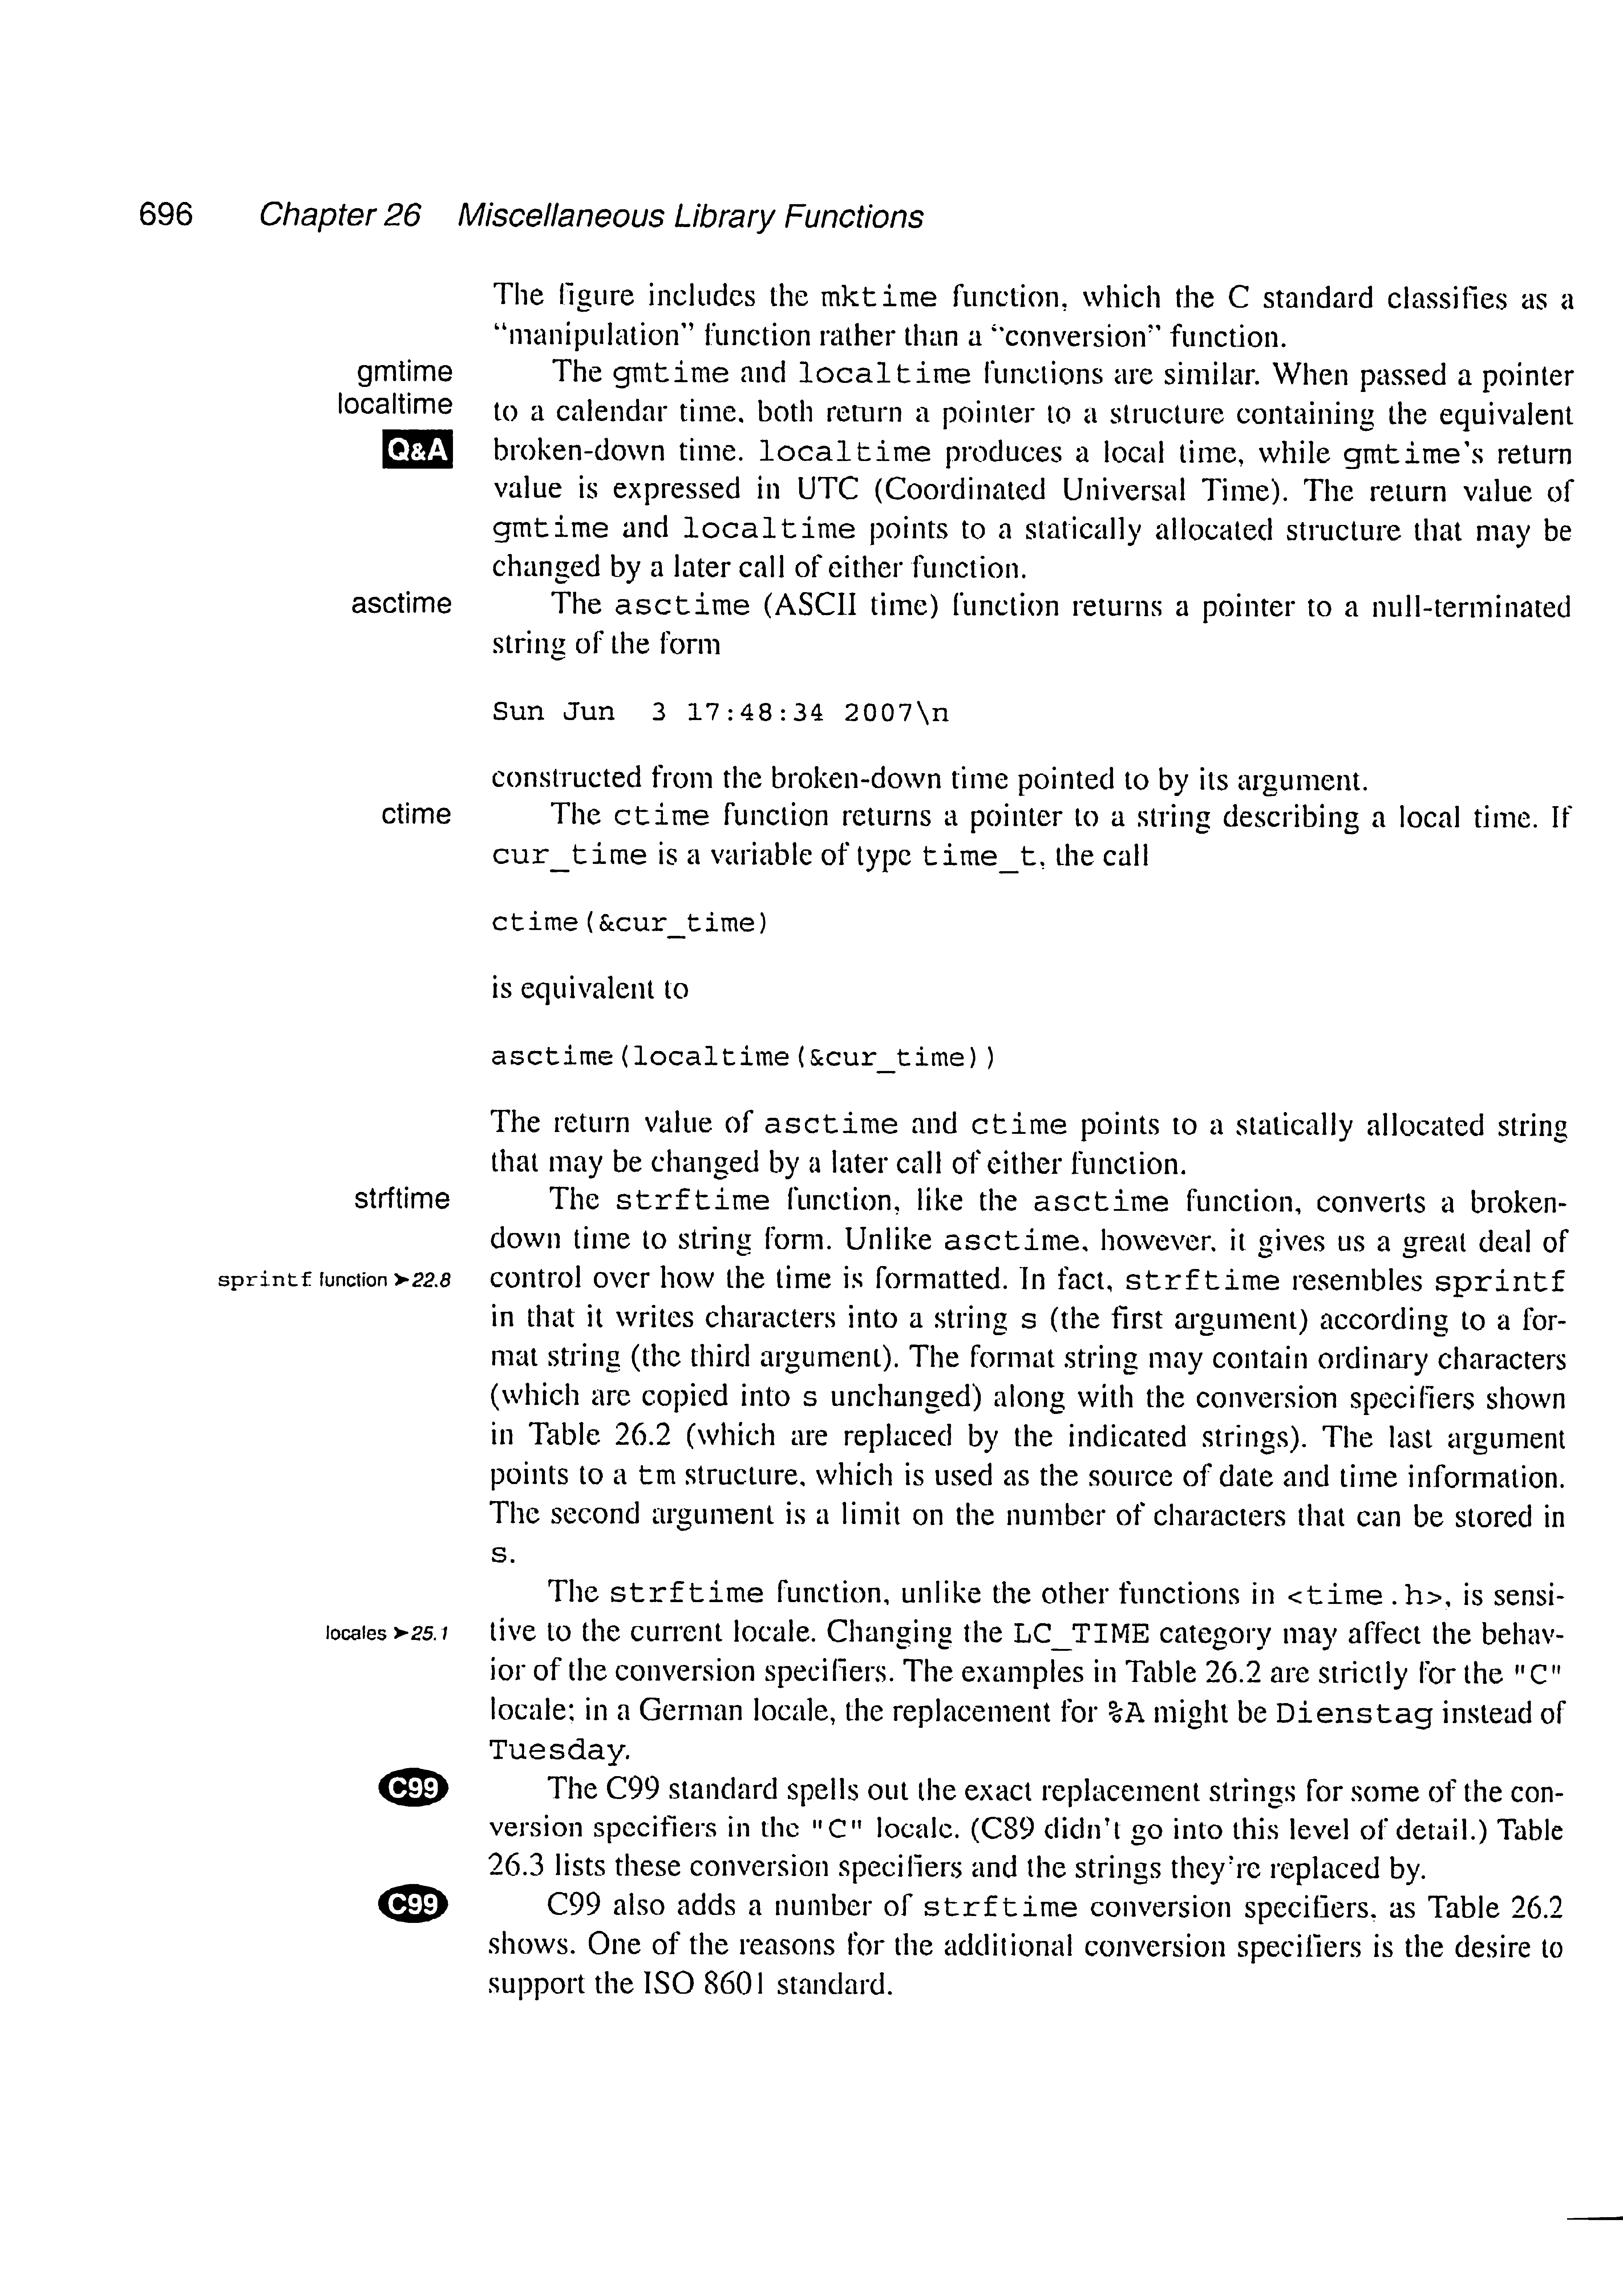 696 Chapter 26 Miscellaneous Library Functions
The figure includes the mktime function, which the C standard classifies as a
“manipulation” function rather than a “conversion” function.
gmtime
The gmtime and localtime functions are similar. When passed a pointer
localtime
to a calendar time, both return a pointer to a structure containing the equivalent
Q&A
broken-down time. localtime produces a local time, while gmtime's return
value is expressed in UTC (Coordinated Universal Time). The return value of
gmtime and localtime points to a statically allocated structure that may be
changed by a later call of either function.
asctime
The asctime (ASCII time) function returns a pointer to a null-terminated
string of the form
Sun Jun  3 17:48:34 2007\n
constructed from the broken-down time pointed to by its argument.
ctime
The ctime function returns a pointer to a string describing a local time. If
cur_time is a variable of type time_t, the call
ctime(&cur_time)
is equivalent to
asctime(localtime(&cur_time))
The return value of asctime and ctime points to a statically allocated string
that may be changed by a later call of either function.
strftime
The strftime function, like the asctime function, converts a broken-
down time to string form. Unlike asctime, however, it gives us a great deal of
sprintf function ➤22.8
control over how the time is formatted. In fact, strftime resembles sprintf
in that it writes characters into a string s (the first argument) according to a for-
mat string (the third argument). The format string may contain ordinary characters
(which are copied into s unchanged) along with the conversion specifiers shown
in Table 26.2 (which are replaced by the indicated strings). The last argument
points to a tm structure, which is used as the source of date and time information.
The second argument is a limit on the number of characters that can be stored in
s.
The strftime function, unlike the other functions in <time.h>, is sensi-
locales ➤25.1
tive to the current locale. Changing the LC_TIME category may affect the behav-
ior of the conversion specifiers. The examples in Table 26.2 are strictly for the "C"
locale; in a German locale, the replacement for %A might be Dienstag instead of
Tuesday.
C99
The C99 standard spells out the exact replacement strings for some of the con-
version specifiers in the "C" locale. (C89 didn't go into this level of detail.) Table
26.3 lists these conversion specifiers and the strings they're replaced by.
C99
C99 also adds a number of strftime conversion specifiers, as Table 26.2
shows. One of the reasons for the additional conversion specifiers is the desire to
support the ISO 8601 standard.